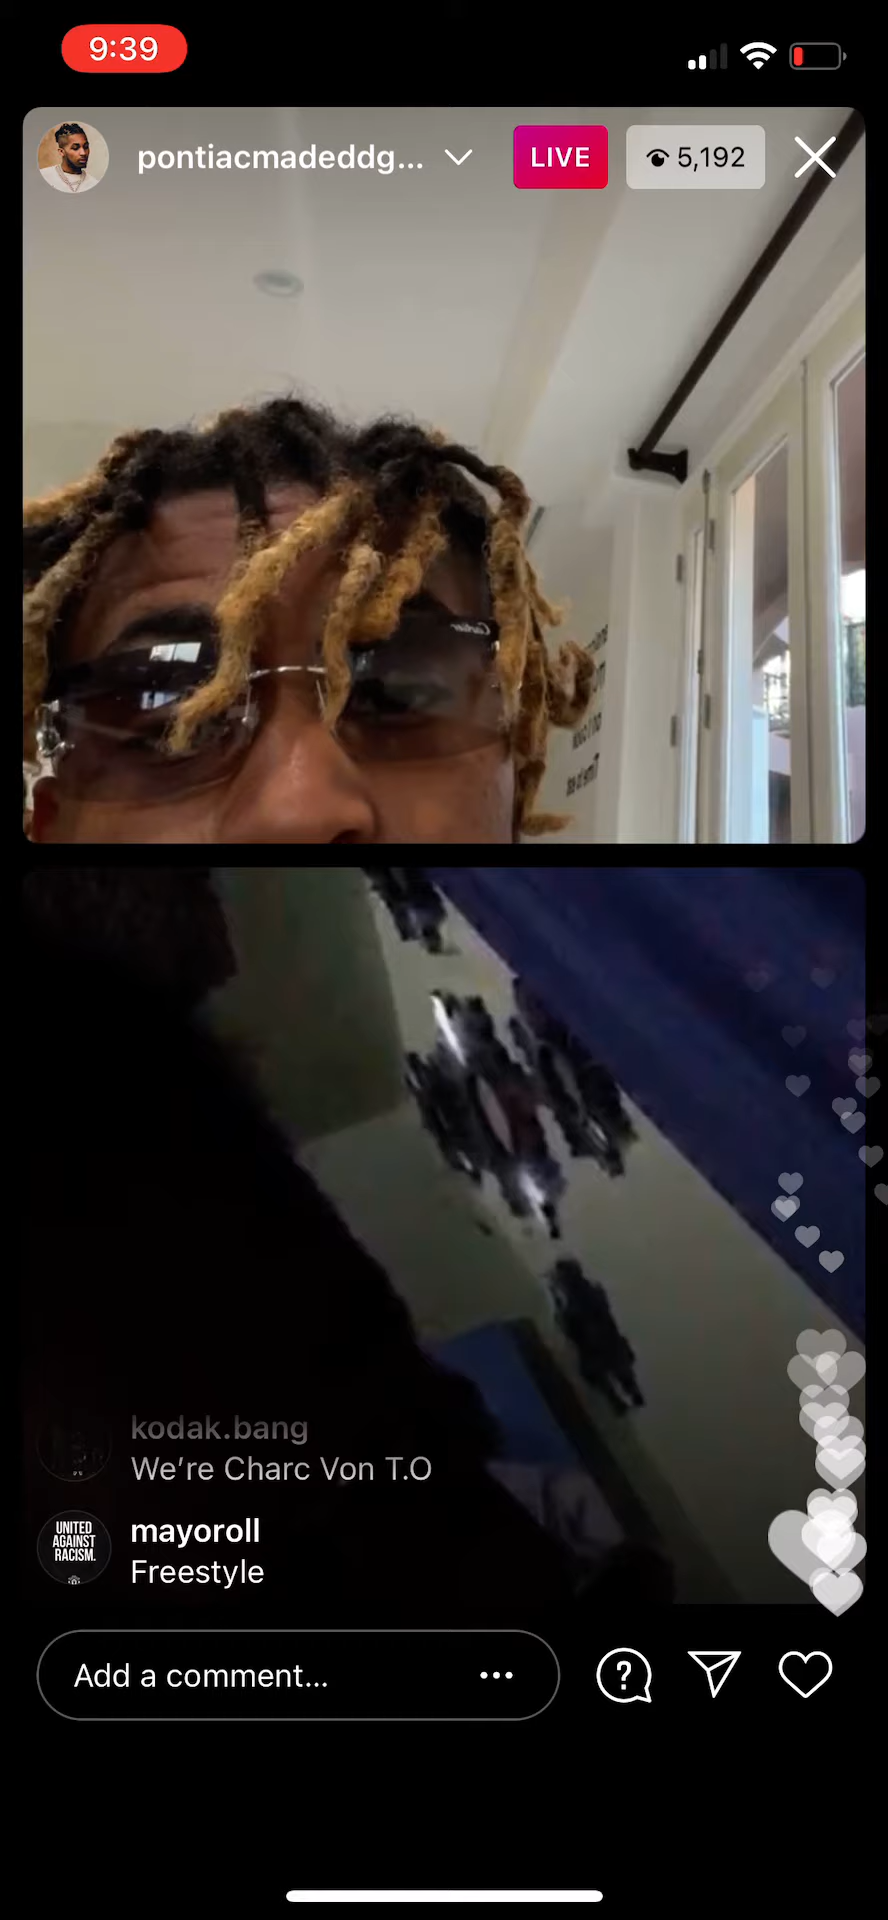 9:39
pontiacmadeddg...
LIVE
5,192
Cartier
kodak.bang
We're Charc Von T.O
UNITED
AGAINST
RACISM.
mayoroll
Freestyle
Add a comment...